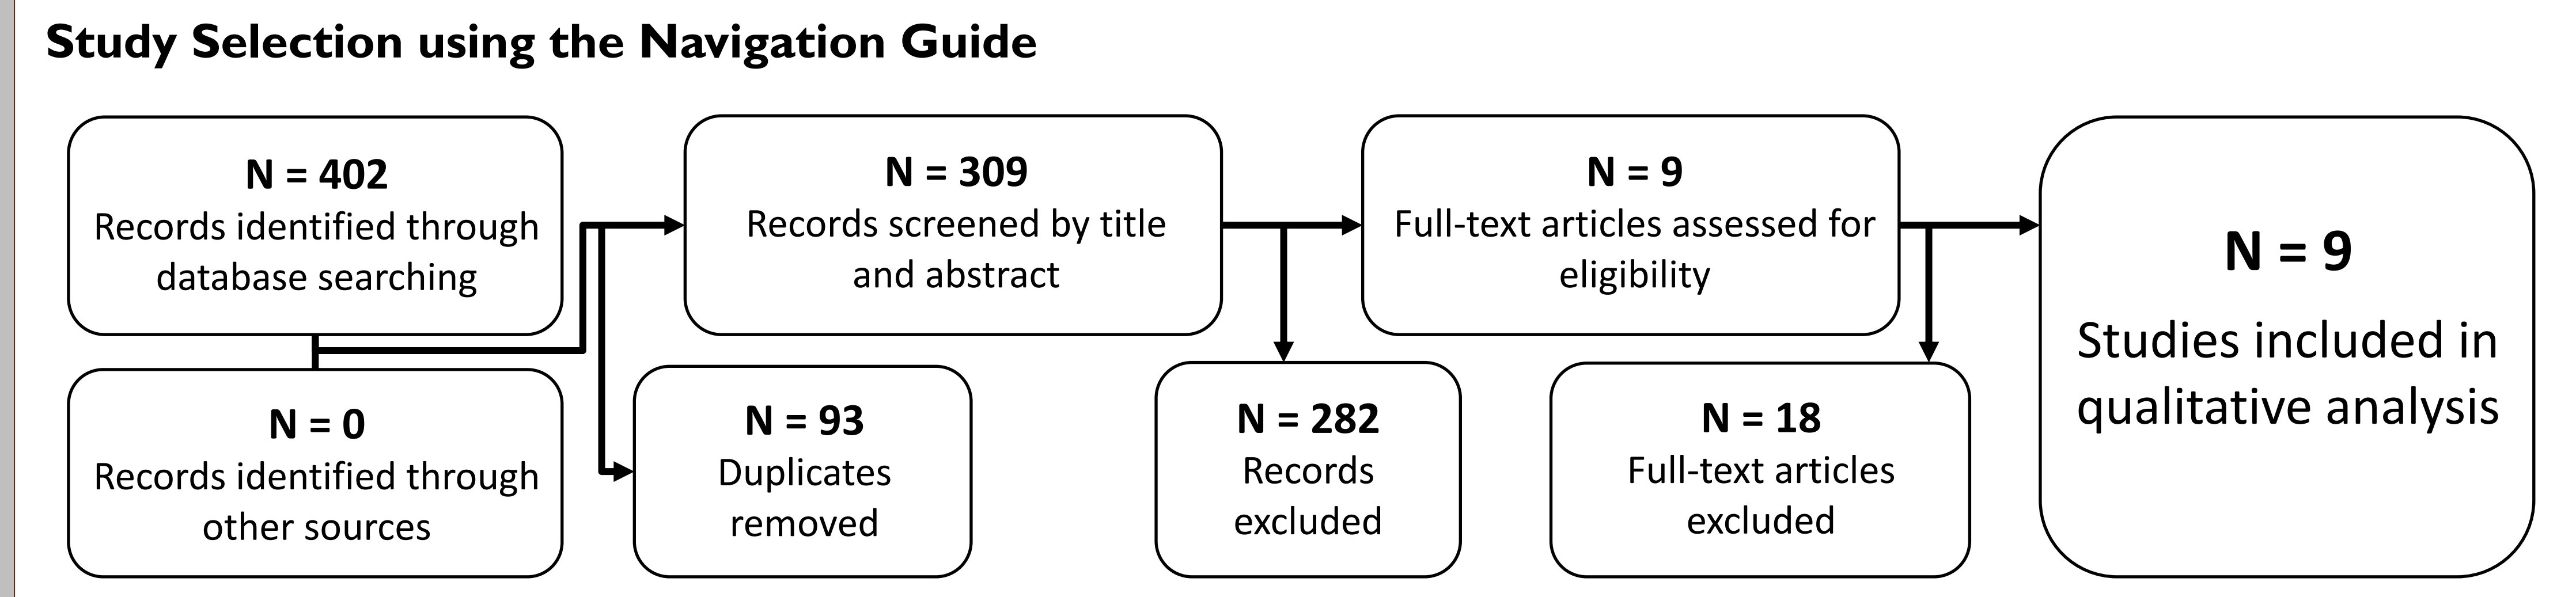 Study Selection using the Navigation Guide
N = 402
Records identified through
database searching
N = 0
Records identified through
other sources
N = 309
Records screened by title
and abstract
N = 93
Duplicates
removed
N = 282
Records
excluded
N = 9
Full-text articles assessed for
eligibility
N = 18
Full-text articles
excluded
N = 9
Studies included in
qualitative analysis